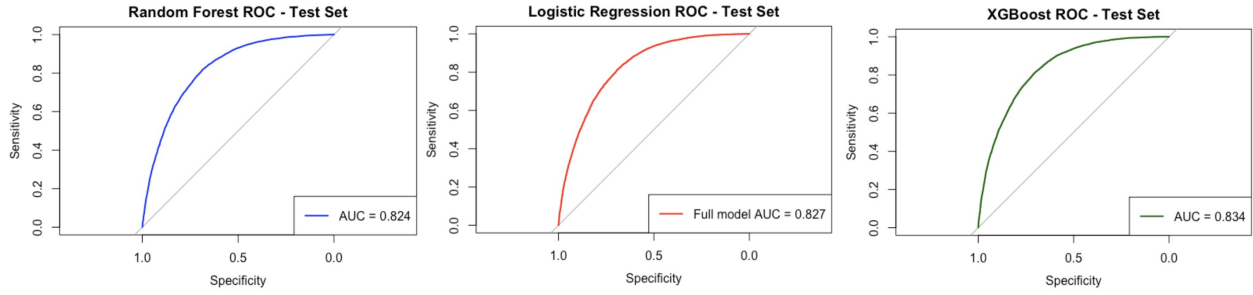 Random Forest ROC - Test Set
Sensitivity
1.0
0.8
0.6
0.4
0.2
0.0
AUC = 0.824
1.0 0.5 0.0
Specificity
Logistic Regression ROC - Test Set
Sensitivity
1.0
0.8
0.6
0.4
0.2
0.0
Full model AUC = 0.827
1.0 0.5 0.0
Specificity
XGBoost ROC - Test Set
Sensitivity
1.0
0.8
0.6
0.4
0.2
0.0
AUC = 0.834
1.0 0.5 0.0
Specificity